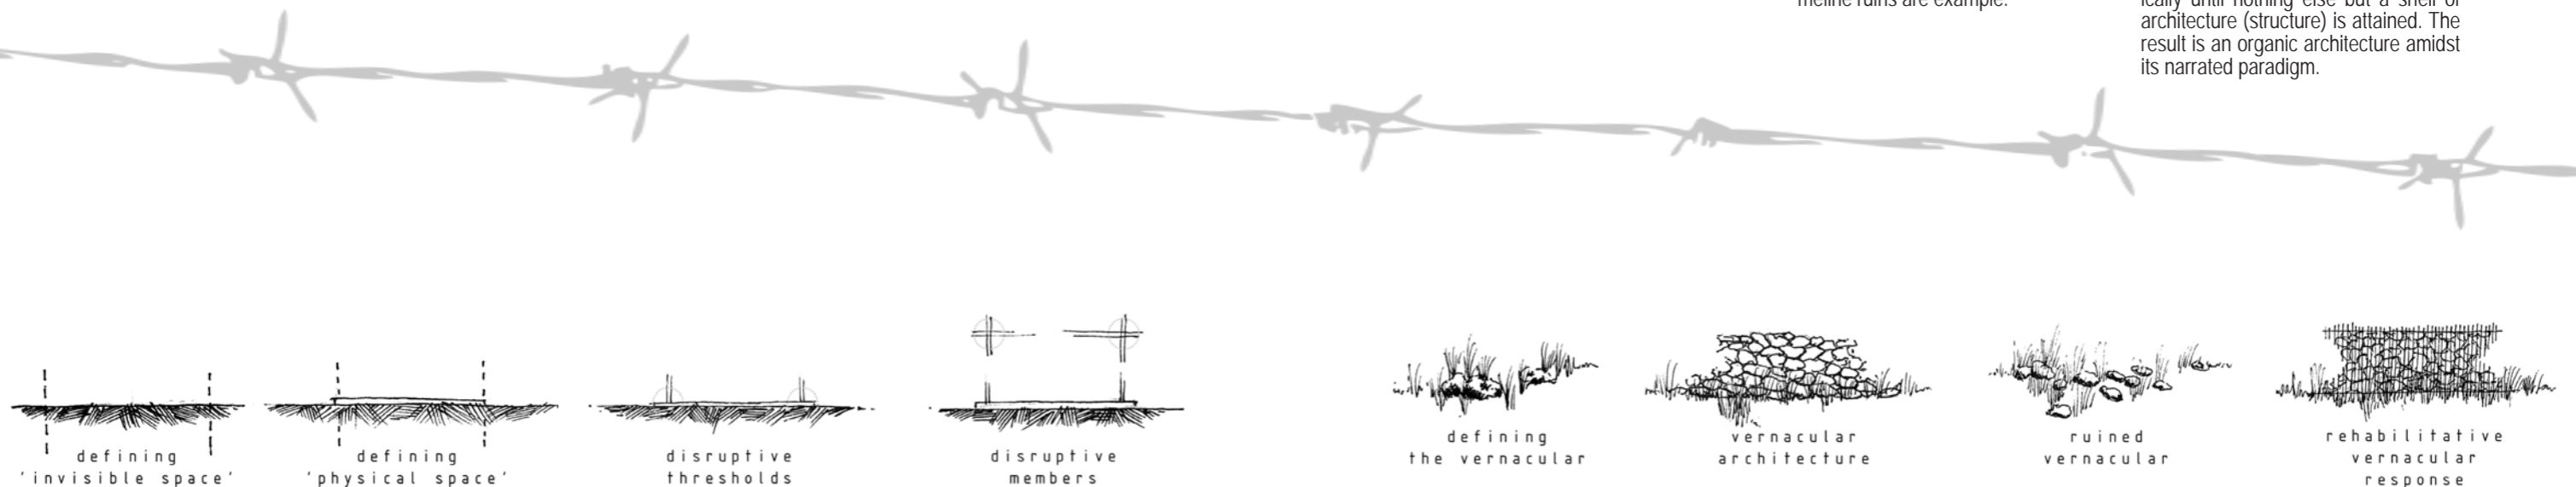 meline ruins are example.
ically until nothing else but a shell of
architecture (structure) is attained. The
result is an organic architecture amidst
its narrated paradigm.
defining
'invisible space'
defining
'physical space'
disruptive
thresholds
disruptive
members
defining
the vernacular
vernacular
architecture
ruined
vernacular
rehabilitative
vernacular
response